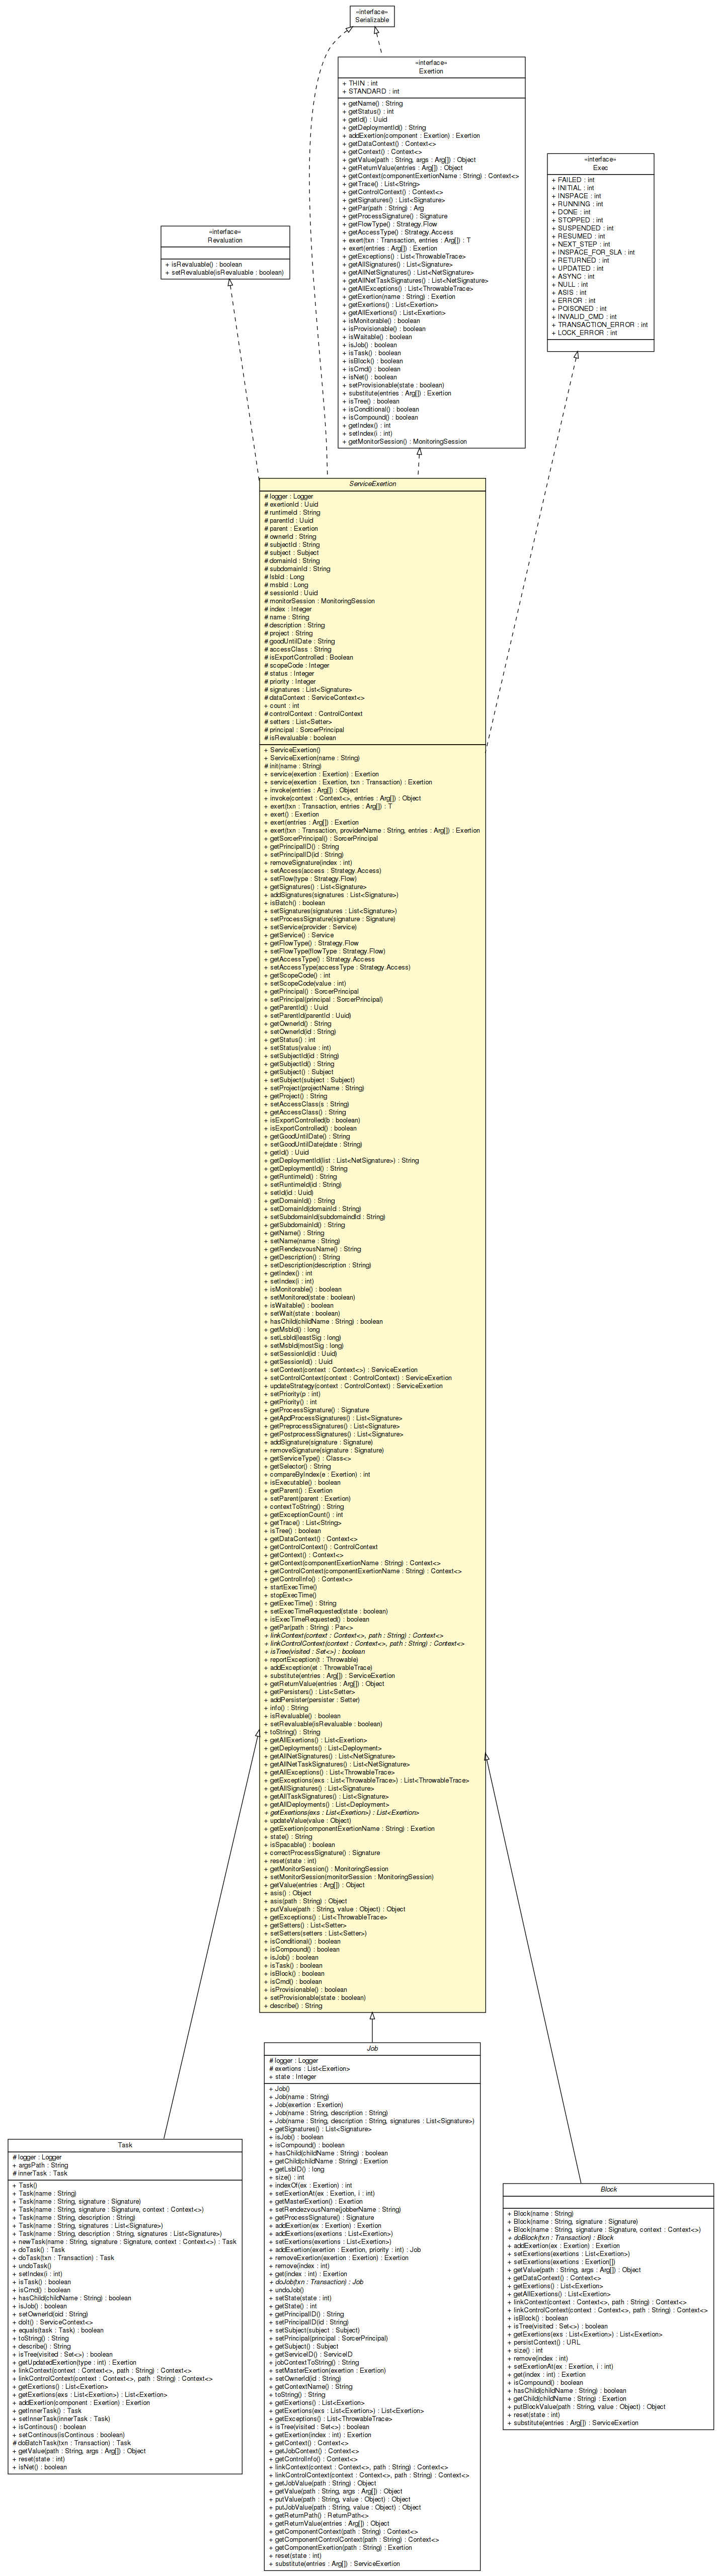 «interface»
Serializable
«interface»
Exertion
+ THIN : int
+ STANDARD : int
+ getName() : String
+ getStatus() : int
+ getId() : Uuid
+ getDeploymentId() : String
+ addExertion(component : Exertion) : Exertion
+ getDataContext() : Context<>
+ getContext() : Context<>
+ getValue(path : String, args : Arg[]) : Object
+ getReturnValue(entries : Arg[]) : Object
+ getContext(componentExertionName : String) : Context<>
+ getTrace() : List<String>
+ getControlContext() : Context<>
+ getSignatures() : List<Signature>
+ getPar(path : String) : Arg
+ getProcessSignature() : Signature
+ getFlowType() : Strategy.Flow
+ getAccessType() : Strategy.Access
+ exert(txn : Transaction, entries : Arg[]) : T
+ exert(entries : Arg[]) : Exertion
+ getExceptions() : List<ThrowableTrace>
+ getAllSignatures() : List<Signature>
+ getAllNetSignatures() : List<NetSignature>
+ getAllNetTaskSignatures() : List<NetSignature>
+ getAllExceptions() : List<ThrowableTrace>
+ getExertion(name : String) : Exertion
+ getExertions() : List<Exertion>
+ getAllExertions() : List<Exertion>
+ isMonitorable() : boolean
+ isProvisionable() : boolean
+ isWaitable() : boolean
+ isJob() : boolean
+ isTask() : boolean
+ isBlock() : boolean
+ isCmd() : boolean
+ isNet() : boolean
+ setProvisionable(state : boolean)
+ substitute(entries : Arg[]) : Exertion
+ isTree() : boolean
+ isConditional() : boolean
+ isCompound() : boolean
+ getIndex() : int
+ setIndex(i : int)
+ getMonitorSession() : MonitoringSession
«interface»
Exec
+ FAILED : int
+ INITIAL : int
+ INSPACE : int
+ RUNNING : int
+ DONE : int
+ STOPPED : int
+ SUSPENDED : int
+ RESUMED : int
+ NEXT_STEP : int
+ INSPACE_FOR_SLA : int
+ RETURNED : int
+ UPDATED : int
+ ASYNC : int
+ NULL : int
+ ASIS : int
+ ERROR : int
+ POISONED : int
+ INVALID_CMD : int
+ TRANSACTION_ERROR : int
+ LOCK_ERROR : int
«interface»
Revaluation
+ isRevaluable() : boolean
+ setRevaluable(isRevaluable : boolean)
ServiceExertion
# logger : Logger
# exertionId : Uuid
# runtimeId : String
# parentId : Uuid
# parent : Exertion
# ownerId : String
# subjectId : String
# subject : Subject
# domainId : String
# subdomainId : String
# lsbId : Long
# msbId : Long
# sessionId : Uuid
# monitorSession : MonitoringSession
# index : Integer
# name : String
# description : String
# project : String
# goodUntilDate : String
# accessClass : String
# isExportControlled : Boolean
# scopeCode : Integer
# status : Integer
# priority : Integer
# signatures : List<Signature>
# dataContext : ServiceContext<>
+ count : int
# controlContext : ControlContext
# setters : List<Setter>
# principal : SorcerPrincipal
# isRevaluable : boolean
+ ServiceExertion()
+ ServiceExertion(name : String)
# init(name : String)
+ service(exertion : Exertion) : Exertion
+ service(exertion : Exertion, txn : Transaction) : Exertion
+ invoke(entries : Arg[]) : Object
+ invoke(context : Context<>, entries : Arg[]) : Object
+ exert(txn : Transaction, entries : Arg[]) : T
+ exert() : Exertion
+ exert(entries : Arg[]) : Exertion
+ exert(txn : Transaction, providerName : String, entries : Arg[]) : Exertion
+ getSorcerPrincipal() : SorcerPrincipal
+ getPrincipalID() : String
+ setPrincipalID(id : String)
+ removeSignature(index : int)
+ setAccess(access : Strategy.Access)
+ setFlow(type : Strategy.Flow)
+ getSignatures() : List<Signature>
+ addSignatures(signatures : List<Signature>)
+ isBatch() : boolean
+ setSignatures(signatures : List<Signature>)
+ setProcessSignature(signature : Signature)
+ setService(provider : Service)
+ getService() : Service
+ getFlowType() : Strategy.Flow
+ setFlowType(flowType : Strategy.Flow)
+ getAccessType() : Strategy.Access
+ setAccessType(accessType : Strategy.Access)
+ getScopeCode() : int
+ setScopeCode(value : int)
+ getPrincipal() : SorcerPrincipal
+ setPrincipal(principal : SorcerPrincipal)
+ getParentId() : Uuid
+ setParentId(parentId : Uuid)
+ getOwnerId() : String
+ setOwnerId(id : String)
+ getStatus() : int
+ setStatus(value : int)
+ setSubjectId(id : String)
+ getSubjectId() : String
+ getSubject() : Subject
+ setSubject(subject : Subject)
+ setProject(projectName : String)
+ getProject() : String
+ setAccessClass(s : String)
+ getAccessClass() : String
+ isExportControlled(b : boolean)
+ isExportControlled() : boolean
+ getGoodUntilDate() : String
+ setGoodUntilDate(date : String)
+ getId() : Uuid
+ getDeploymentId(list : List<NetSignature>) : String
+ getDeploymentId() : String
+ getRuntimeId() : String
+ setRuntimeId(id : String)
+ setId(id : Uuid)
+ getDomainId() : String
+ setDomainId(domainId : String)
+ setSubdomainId(subdomaindId : String)
+ getSubdomainId() : String
+ getName() : String
+ setName(name : String)
+ getRendezvousName() : String
+ getDescription() : String
+ setDescription(description : String)
+ getIndex() : int
+ setIndex(i : int)
+ isMonitorable() : boolean
+ setMonitored(state : boolean)
+ isWaitable() : boolean
+ setWait(state : boolean)
+ hasChild(childName : String) : boolean
+ getMsbId() : long
+ setLsbId(leastSig : long)
+ setMsbId(mostSig : long)
+ setSessionId(id : Uuid)
+ getSessionId() : Uuid
+ setContext(context : Context<>) : ServiceExertion
+ setControlContext(context : ControlContext) : ServiceExertion
+ updateStrategy(context : ControlContext) : ServiceExertion
+ setPriority(p : int)
+ getPriority() : int
+ getProcessSignature() : Signature
+ getApdProcessSignatures() : List<Signature>
+ getPreprocessSignatures() : List<Signature>
+ getPostprocessSignatures() : List<Signature>
+ addSignature(signature : Signature)
+ removeSignature(signature : Signature)
+ getServiceType() : Class<>
+ getSelector() : String
+ compareByIndex(e : Exertion) : int
+ isExecutable() : boolean
+ getParent() : Exertion
+ setParent(parent : Exertion)
+ contextToString() : String
+ getExceptionCount() : int
+ getTrace() : List<String>
+ isTree() : boolean
+ getDataContext() : Context<>
+ getControlContext() : ControlContext
+ getContext() : Context<>
+ getContext(componentExertionName : String) : Context<>
+ getControlContext(componentExertionName : String) : Context<>
+ getControlInfo() : Context<>
+ startExecTime()
+ stopExecTime()
+ getExecTime() : String
+ setExecTimeRequested(state : boolean)
+ isExecTimeRequested() : boolean
+ getPar(path : String) : Par<>
+ linkContext(context : Context<>, path : String) : Context<>
+ linkControlContext(context : Context<>, path : String) : Context<>
+ isTree(visited : Set<>) : boolean
+ reportException(t : Throwable)
+ addException(et : ThrowableTrace)
+ substitute(entries : Arg[]) : ServiceExertion
+ getReturnValue(entries : Arg[]) : Object
+ getPersisters() : List<Setter>
+ addPersister(persister : Setter)
+ info() : String
+ isRevaluable() : boolean
+ setRevaluable(isRevaluable : boolean)
+ toString() : String
+ getAllExertions() : List<Exertion>
+ getDeployments() : List<Deployment>
+ getAllNetSignatures() : List<NetSignature>
+ getAllNetTaskSignatures() : List<NetSignature>
+ getAllExceptions() : List<ThrowableTrace>
+ getExceptions(exs : List<ThrowableTrace>) : List<ThrowableTrace>
+ getAllSignatures() : List<Signature>
+ getAllTaskSignatures() : List<Signature>
+ getAllDeployments() : List<Deployment>
+ getExertions(exs : List<Exertion>) : List<Exertion>
+ updateValue(value : Object)
+ getExertion(componentExertionName : String) : Exertion
+ state() : String
+ isSpacable() : boolean
+ correctProcessSignature() : Signature
+ reset(state : int)
+ getMonitorSession() : MonitoringSession
+ setMonitorSession(monitorSession : MonitoringSession)
+ getValue(entries : Arg[]) : Object
+ asis() : Object
+ asis(path : String) : Object
+ putValue(path : String, value : Object) : Object
+ getExceptions() : List<ThrowableTrace>
+ getSetters() : List<Setter>
+ setSetters(setters : List<Setter>)
+ isConditional() : boolean
+ isCompound() : boolean
+ isJob() : boolean
+ isTask() : boolean
+ isBlock() : boolean
+ isCmd() : boolean
+ isProvisionable() : boolean
+ setProvisionable(state : boolean)
+ describe() : String
Job
# logger : Logger
# exertions : List<Exertion>
+ state : Integer
+ Job()
+ Job(name : String)
+ Job(exertion : Exertion)
+ Job(name : String, description : String)
+ Job(name : String, description : String, signatures : List<Signature>)
+ getSignatures() : List<Signature>
+ isJob() : boolean
+ isCompound() : boolean
+ hasChild(childName : String) : boolean
+ getChild(childName : String) : Exertion
+ getLsbID() : long
+ size() : int
+ indexOf(ex : Exertion) : int
+ setExertionAt(ex : Exertion, i : int)
+ getMasterExertion() : Exertion
+ setRendezvousName(jobberName : String)
+ getProcessSignature() : Signature
+ addExertion(ex : Exertion) : Exertion
+ addExertions(exertions : List<Exertion>)
+ setExertions(exertions : List<Exertion>)
+ addExertion(exertion : Exertion, priority : int) : Job
+ removeExertion(exertion : Exertion) : Exertion
+ remove(index : int)
+ get(index : int) : Exertion
+ doJob(txn : Transaction) : Job
+ undoJob()
+ setState(state : int)
+ getState() : int
+ getPrincipalID() : String
+ setPrincipalID(id : String)
+ setSubject(subject : Subject)
+ setPrincipal(principal : SorcerPrincipal)
+ getSubject() : Subject
+ getServiceID() : ServiceID
+ jobContextToString() : String
+ setMasterExertion(exertion : Exertion)
+ setOwnerId(id : String)
+ getContextName() : String
+ toString() : String
+ getExertions() : List<Exertion>
+ getExertions(exs : List<Exertion>) : List<Exertion>
+ getExceptions() : List<ThrowableTrace>
+ isTree(visited : Set<>) : boolean
+ getExertion(index : int) : Exertion
+ getContext() : Context<>
+ getJobContext() : Context<>
+ getControlInfo() : Context<>
+ linkContext(context : Context<>, path : String) : Context<>
+ linkControlContext(context : Context<>, path : String) : Context<>
+ getJobValue(path : String) : Object
+ getValue(path : String, args : Arg[]) : Object
+ putValue(path : String, value : Object) : Object
+ putJobValue(path : String, value : Object) : Object
+ getReturnPath() : ReturnPath<>
+ getReturnValue(entries : Arg[]) : Object
+ getComponentContext(path : String) : Context<>
+ getComponentControlContext(path : String) : Context<>
+ getComponentExertion(path : String) : Exertion
+ reset(state : int)
+ substitute(entries : Arg[]) : ServiceExertion
Task
# logger : Logger
+ argsPath : String
# innerTask : Task
+ Task()
+ Task(name : String)
+ Task(name : String, signature : Signature)
+ Task(name : String, signature : Signature, context : Context<>)
+ Task(name : String, description : String)
+ Task(name : String, signatures : List<Signature>)
+ Task(name : String, description : String, signatures : List<Signature>)
+ newTask(name : String, signature : Signature, context : Context<>) : Task
+ doTask() : Task
+ doTask(txn : Transaction) : Task
+ undoTask()
+ setIndex(i : int)
+ isTask() : boolean
+ isCmd() : boolean
+ hasChild(childName : String) : boolean
+ isJob() : boolean
+ setOwnerId(oid : String)
+ doIt() : ServiceContext<>
+ equals(task : Task) : boolean
+ toString() : String
+ describe() : String
+ isTree(visited : Set<>) : boolean
+ getUpdatedExertion(type : int) : Exertion
+ linkContext(context : Context<>, path : String) : Context<>
+ linkControlContext(context : Context<>, path : String) : Context<>
+ getExertions() : List<Exertion>
+ getExertions(exs : List<Exertion>) : List<Exertion>
+ addExertion(component : Exertion) : Exertion
+ getInnerTask() : Task
+ setInnerTask(innerTask : Task)
+ isContinous() : boolean
+ setContinous(isContinous : boolean)
# doBatchTask(txn : Transaction) : Task
+ getValue(path : String, args : Arg[]) : Object
+ reset(state : int)
+ isNet() : boolean
Block
+ Block(name : String)
+ Block(name : String, signature : Signature)
+ Block(name : String, signature : Signature, context : Context<>)
+ doBlock(txn : Transaction) : Block
+ addExertion(ex : Exertion) : Exertion
+ setExertions(exertions : List<Exertion>)
+ setExertions(exertions : Exertion[])
+ getValue(path : String, args : Arg[]) : Object
+ getDataContext() : Context<>
+ getExertions() : List<Exertion>
+ getAllExertions() : List<Exertion>
+ linkContext(context : Context<>, path : String) : Context<>
+ linkControlContext(context : Context<>, path : String) : Context<>
+ isBlock() : boolean
+ isTree(visited : Set<>) : boolean
+ getExertions(exs : List<Exertion>) : List<Exertion>
+ persistContext() : URL
+ size() : int
+ remove(index : int)
+ setExertionAt(ex : Exertion, i : int)
+ get(index : int) : Exertion
+ isCompound() : boolean
+ hasChild(childName : String) : boolean
+ getChild(childName : String) : Exertion
+ putBlockValue(path : String, value : Object) : Object
+ reset(state : int)
+ substitute(entries : Arg[]) : ServiceExertion